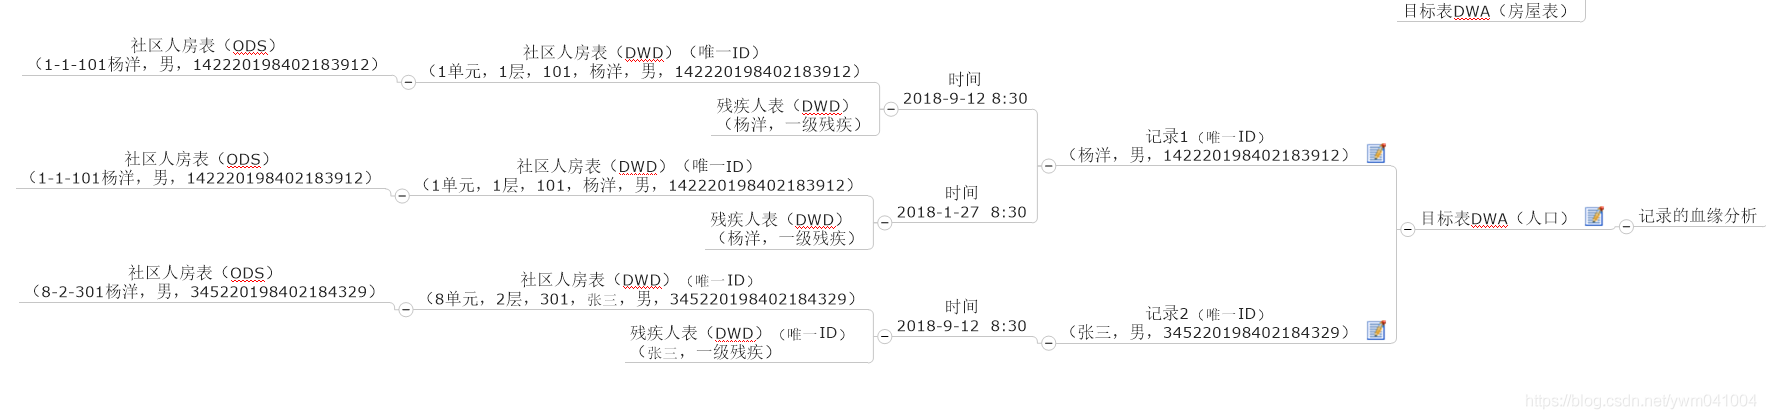 目标表DWA（房屋表）
社区人房表（ODS）
（1-1-101杨洋，男，142220198402183912）
社区人房表（DWD）（唯一ID）
（1单元，1层，101，杨洋，男，142220198402183912）
残疾人表（DWD）
（杨洋，一级残疾）
时间
2018-9-12 8:30
社区人房表（ODS）
（1-1-101杨洋，男，142220198402183912）
社区人房表（DWD）（唯一ID）
（1单元，1层，101，杨洋，男，142220198402183912）
残疾人表（DWD）
（杨洋，一级残疾）
时间
2018-1-27 8:30
记录1（唯一ID）
（杨洋，男，142220198402183912）
社区人房表（ODS）
（8-2-301杨洋，男，345220198402184329）
社区人房表（DWD）（唯一ID）
（8单元，2层，301，张三，男，345220198402184329）
残疾人表（DWD）（唯一ID）
（张三，一级残疾）
时间
2018-9-12 8:30
记录2（唯一ID）
（张三，男，345220198402184329）
目标表DWA（人口）
记录的血缘分析
https://blog.csdn.net/ywm041004